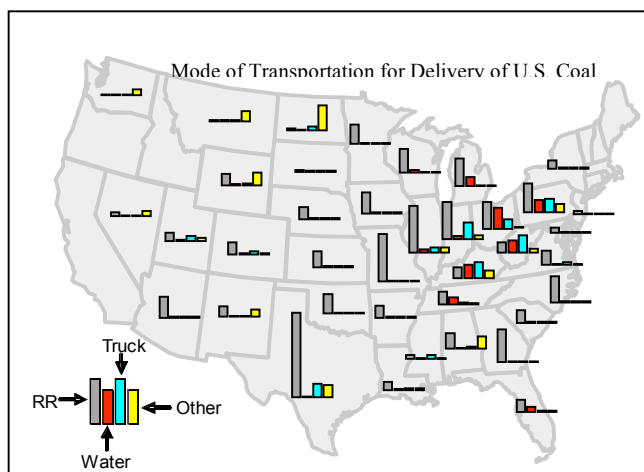 Mode of Transportation for Delivery of U.S. Coal
Truck
RR
Other
Water